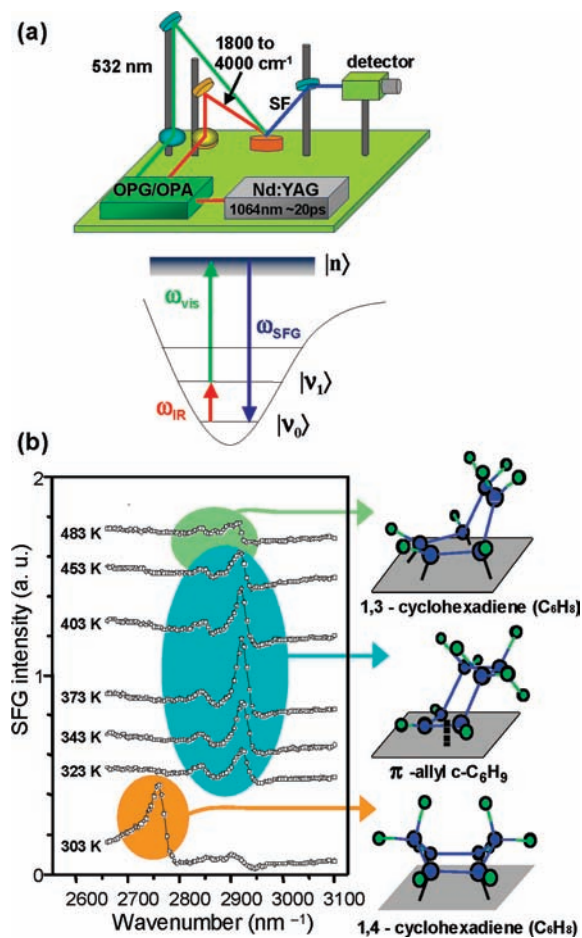 (a)
532 nm
1800 to
4000 cm⁻¹
SF
detector
OPG/OPA
Nd:YAG
1064nm ~20ps
|n⟩
ωvis
ωSFG
|ν₁⟩
ωIR
|ν₀⟩
(b)
2
SFG intensity (a. u.)
1
0
483 K
453 K
403 K
373 K
343 K
323 K
303 K
2600 2700 2800 2900 3000 3100
Wavenumber (nm ⁻¹)
1,3 - cyclohexadiene (C₆H₈)
π -allyl c-C₆H₉
1,4 - cyclohexadiene (C₆H₈)